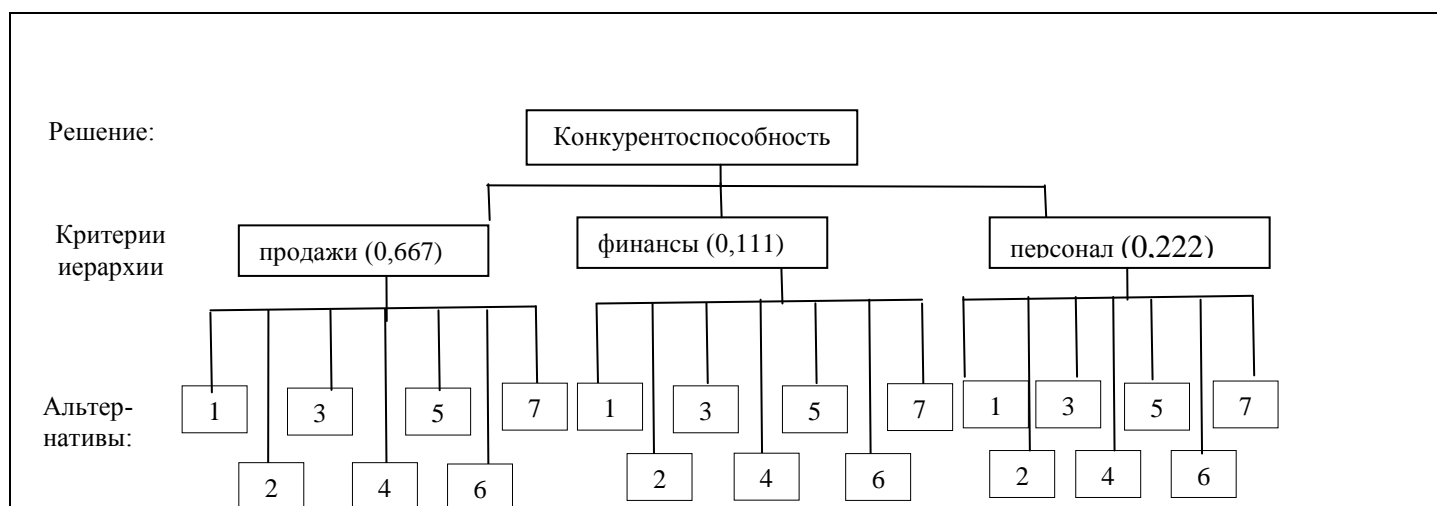 Решение:
Конкурентоспособность
Критерии
иерархии
продажи (0,667)
финансы (0,111)
персонал (0,222)
Альтер-
нативы:
1
3
5
7
1
3
5
7
1
3
5
7
2
4
6
2
4
6
2
4
6